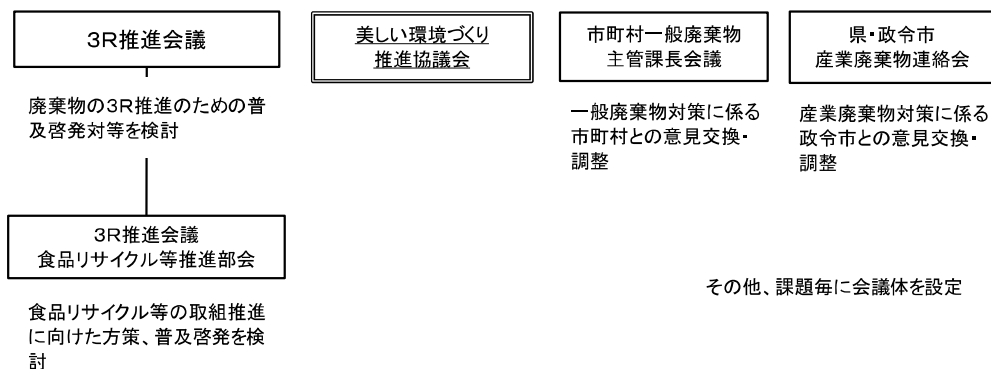 3R推進会議
廃棄物の3R推進のための普
及啓発対等を検討
3R推進会議
食品リサイクル等推進部会
食品リサイクル等の取組推進
に向けた方策、普及啓発を検
討
美しい環境づくり
推進協議会
市町村一般廃棄物
主管課長会議
一般廃棄物対策に係る
市町村との意見交換・
調整
県・政令市
産業廃棄物連絡会
産業廃棄物対策に係る
政令市との意見交換・
調整
その他、課題毎に会議体を設定